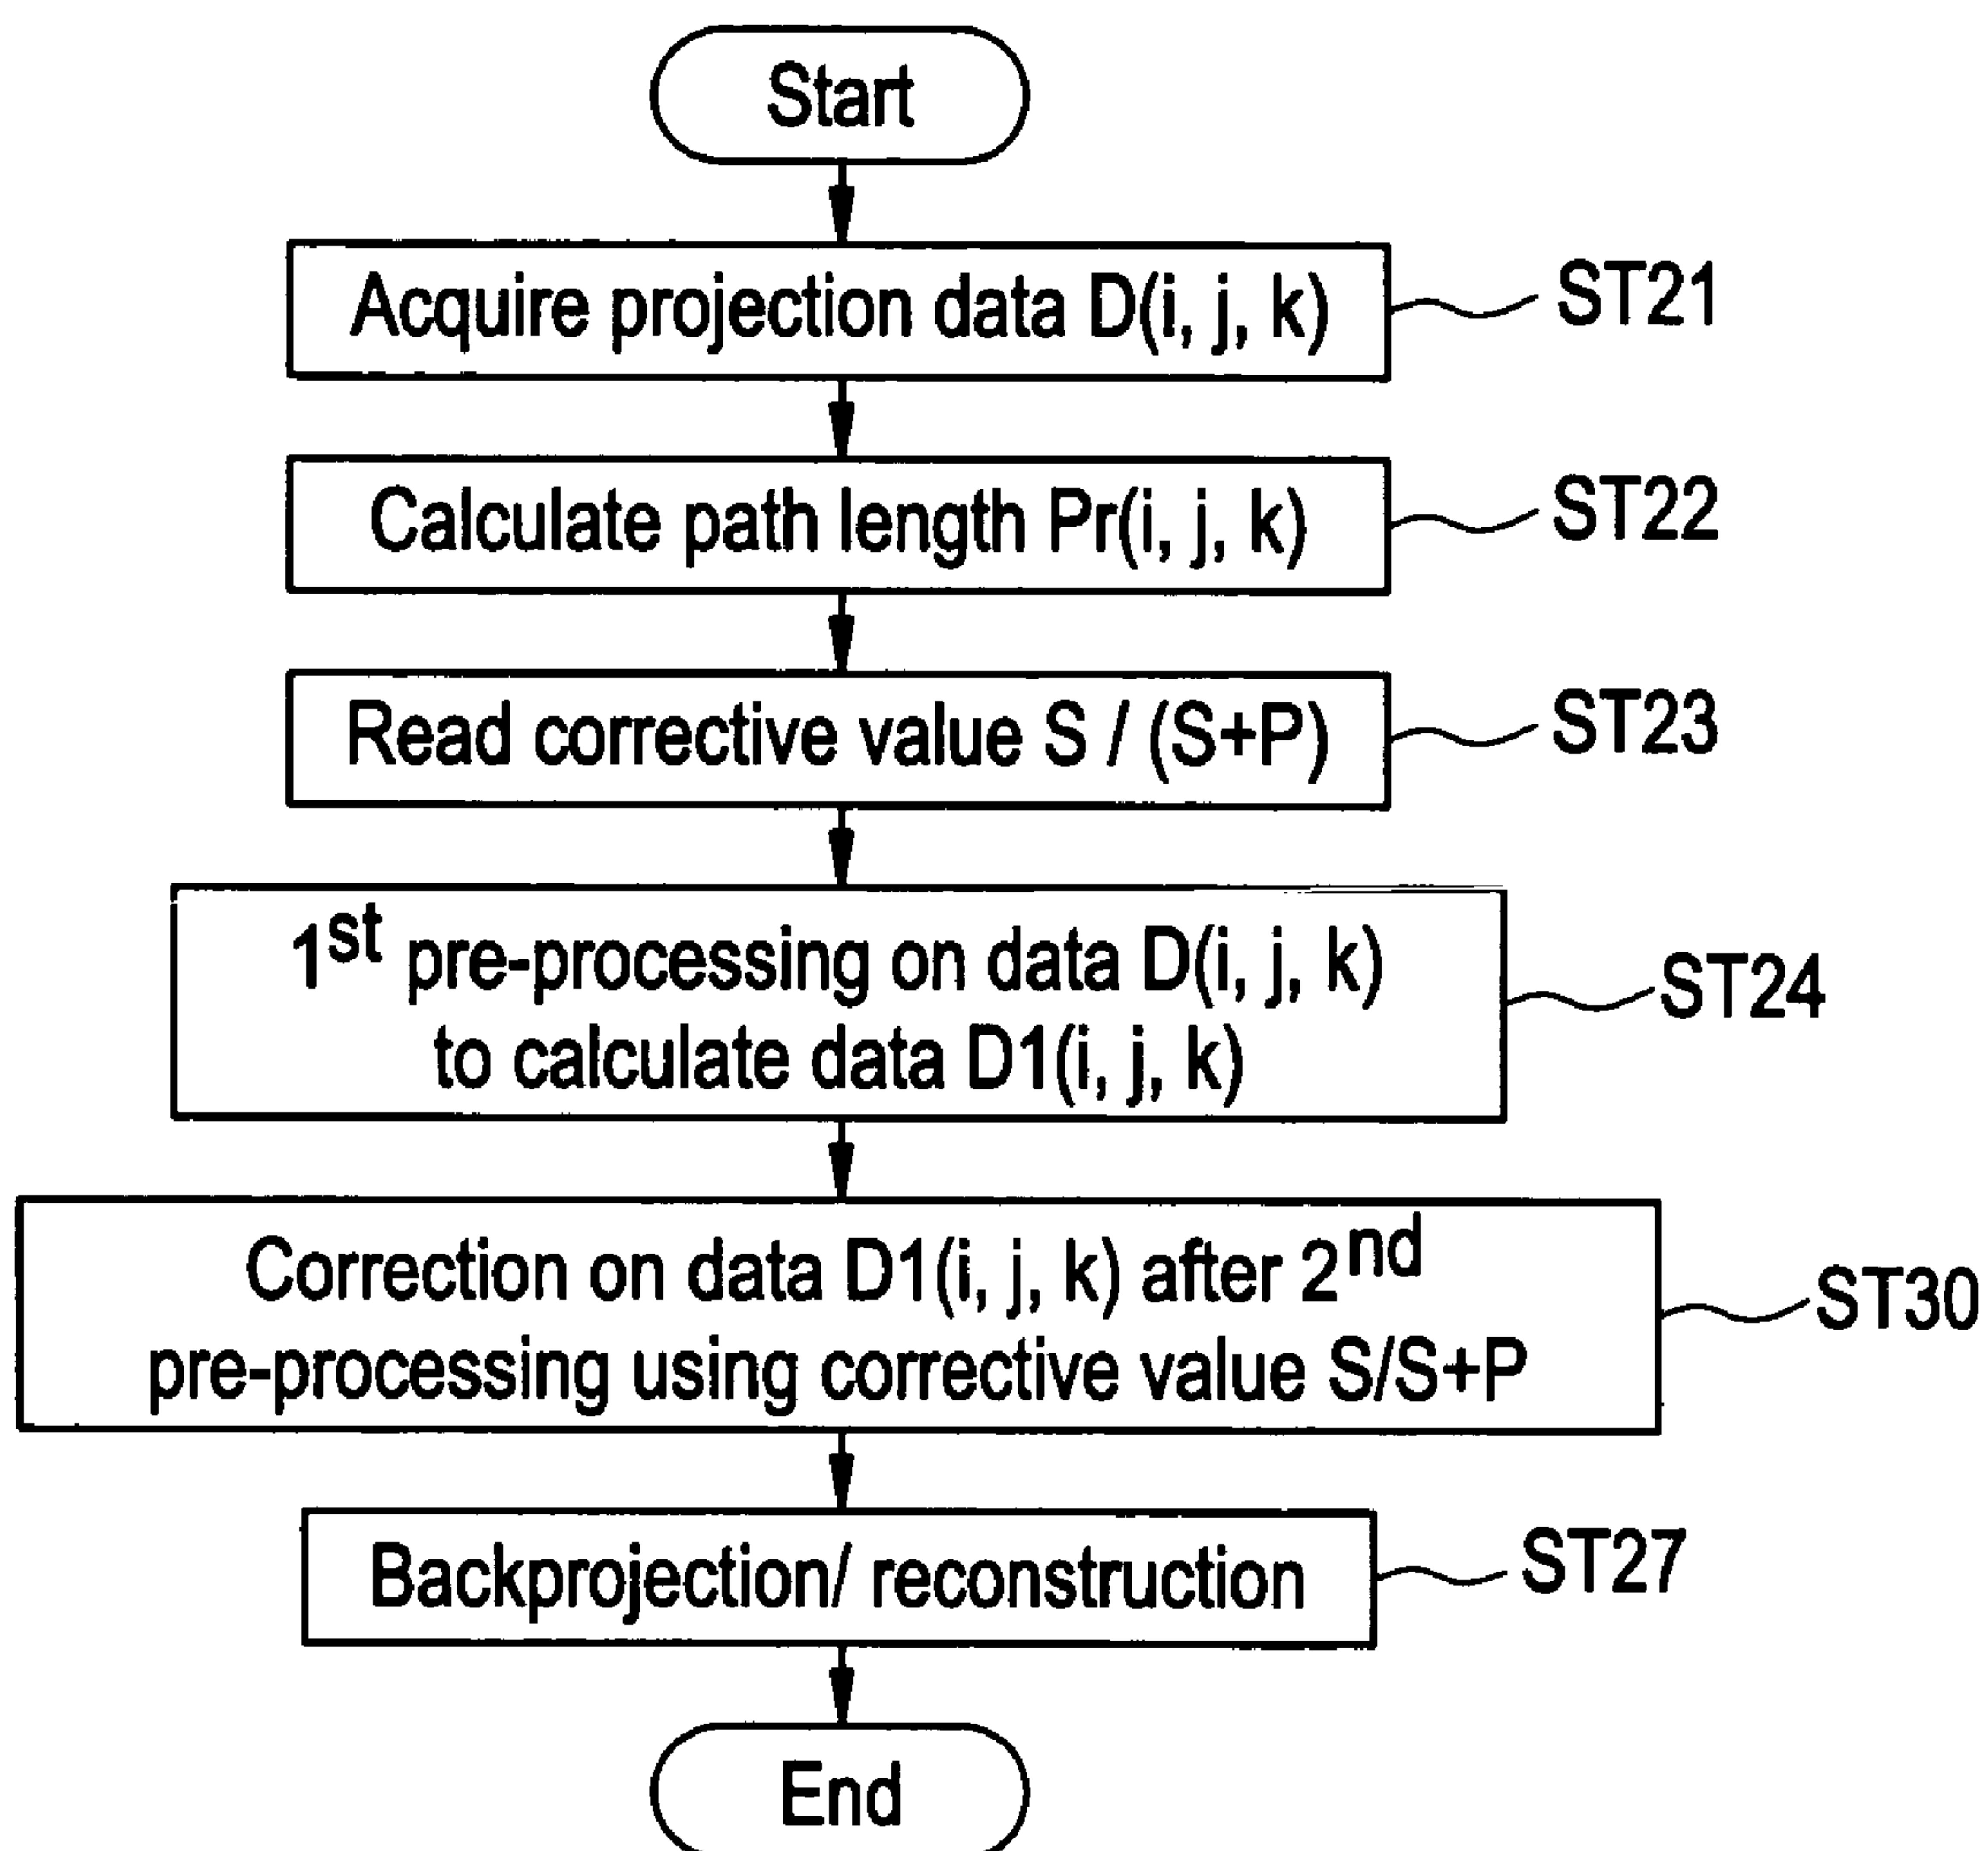 Start
Acquire projection data D(i, j, k)
ST21
Calculate path length Pr(i, j, k)
ST22
Read corrective value S / (S+P)
ST23
1st pre-processing on data D(i, j, k)
to calculate data D1(i, j, k)
ST24
Correction on data D1(i, j, k) after 2nd
pre-processing using corrective value S/S+P
ST30
Backprojection/ reconstruction
ST27
End